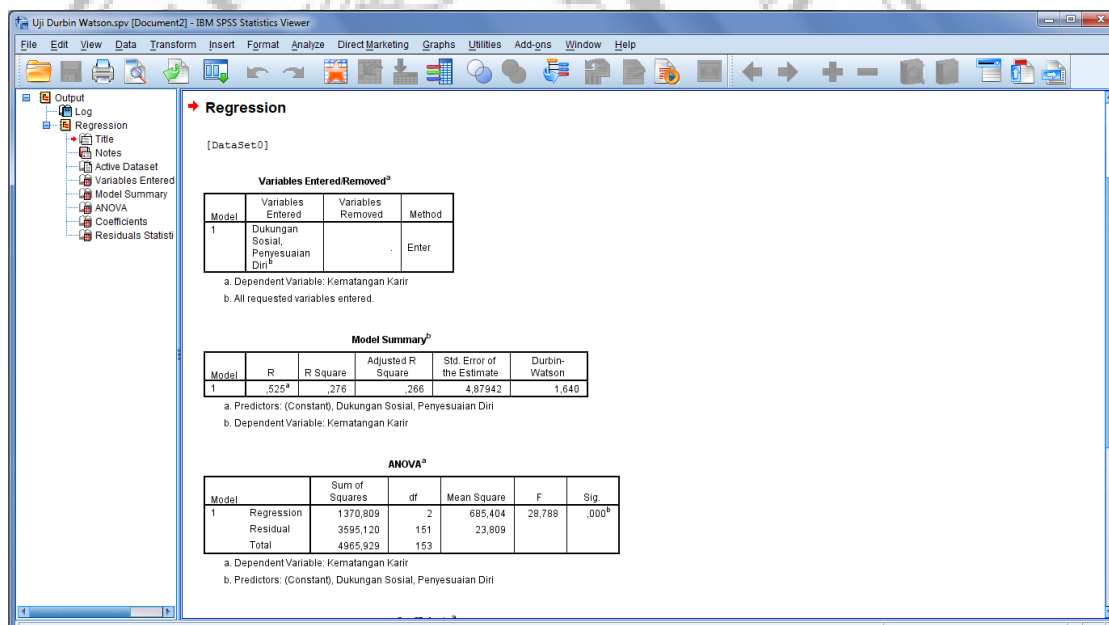 Uji Durbin Watson.spv [Document2] - IBM SPSS Statistics Viewer
File Edit View Data Transform Insert Format Analyze Direct Marketing Graphs Utilities Add-ons Window Help
Output
Log
Regression
Title
Notes
Active Dataset
Variables Entered
Model Summary
ANOVA
Coefficients
Residuals Statisti
Regression
[DataSet0]
Variables Entered/Removedᵃ
Model Variables Entered Variables Removed Method
1 Dukungan Sosial, Penyesuaian Diriᵇ . Enter
a. Dependent Variable: Kematangan Karir
b. All requested variables entered.
Model Summaryᵇ
Model R R Square Adjusted R Square Std. Error of the Estimate Durbin-Watson
1 ,525ᵃ ,276 ,266 4,87942 1,640
a. Predictors: (Constant), Dukungan Sosial, Penyesuaian Diri
b. Dependent Variable: Kematangan Karir
ANOVAᵃ
Model Sum of Squares df Mean Square F Sig.
1 Regression 1370,809 2 685,404 28,788 ,000ᵇ
Residual 3595,120 151 23,809
Total 4965,929 153
a. Dependent Variable: Kematangan Karir
b. Predictors: (Constant), Dukungan Sosial, Penyesuaian Diri